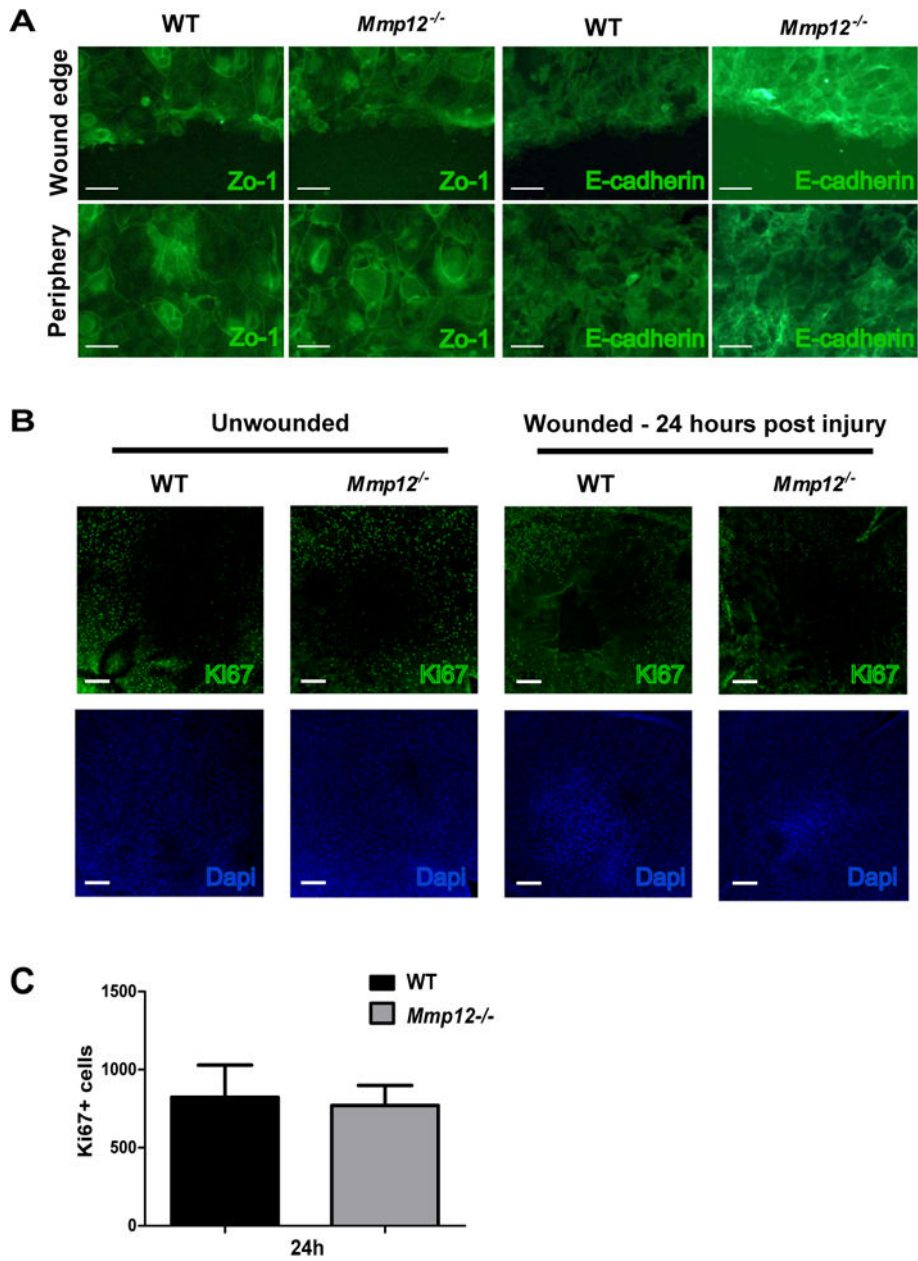 A
WT Mmp12-/- WT Mmp12-/-
Wound edge
Zo-1 Zo-1 E-cadherin E-cadherin
Periphery
Zo-1 Zo-1 E-cadherin E-cadherin
B
Unwounded Wounded - 24 hours post injury
WT Mmp12-/- WT Mmp12-/-
Ki67 Ki67 Ki67 Ki67
Dapi Dapi Dapi Dapi
C
WT
Mmp12-/-
Ki67+ cells
1500
1000
500
0
24h